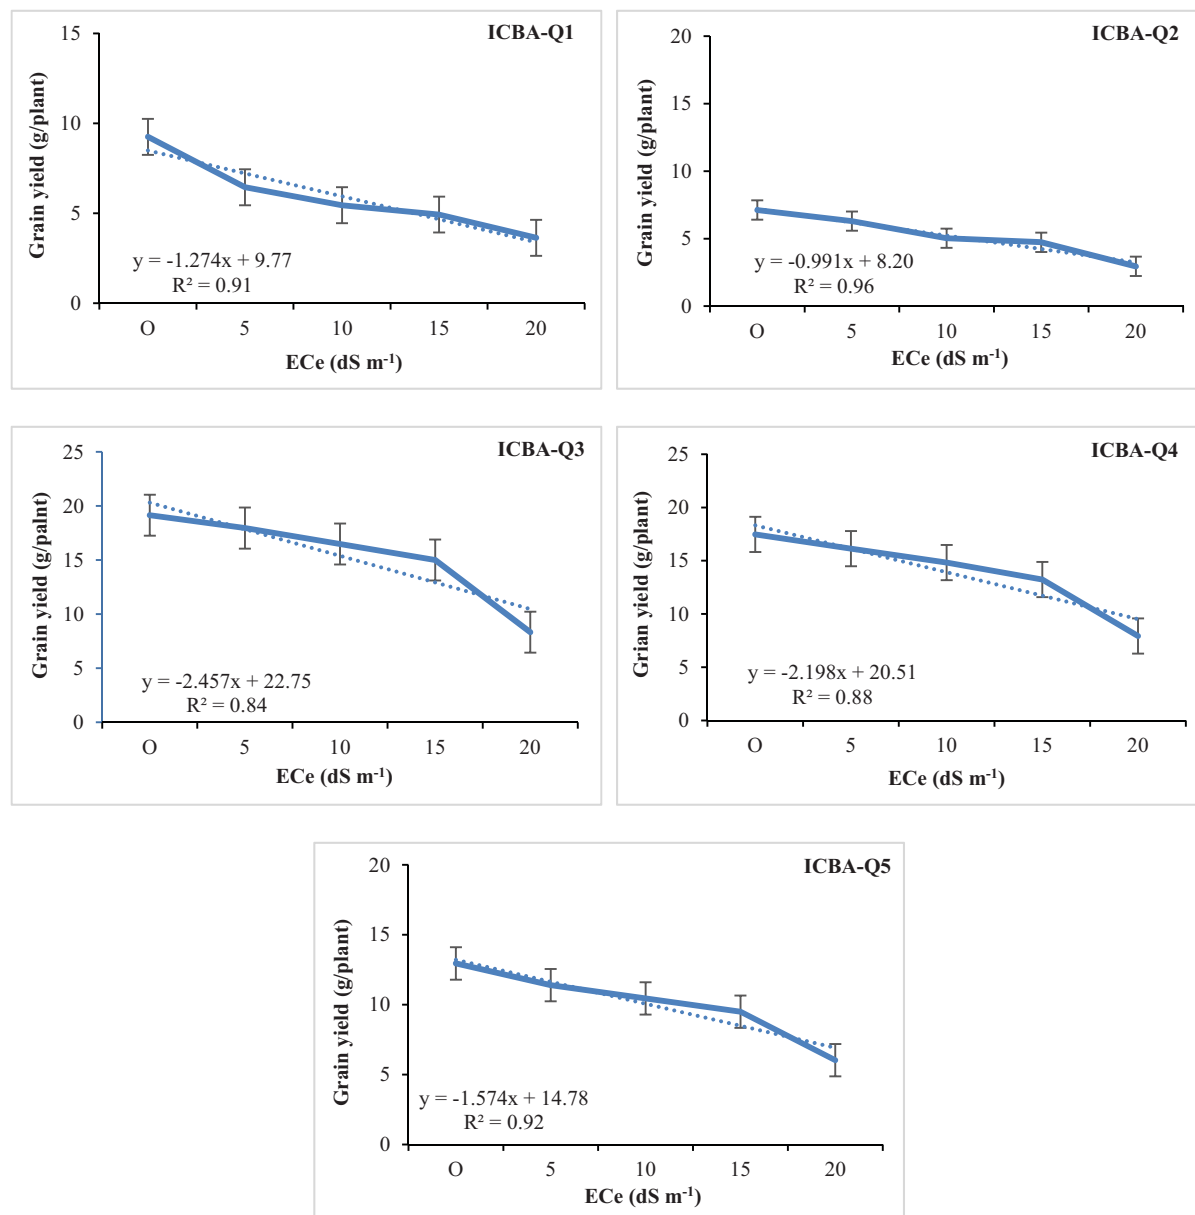 ICBA-Q1
Grain yield (g/plant)
15
10
5
0
y = -1.274x + 9.77
R² = 0.91
O 5 10 15 20
ECe (dS m⁻¹)
ICBA-Q2
Grain yield (g/plant)
20
15
10
5
0
y = -0.991x + 8.20
R² = 0.96
O 5 10 15 20
ECe (dS m⁻¹)
ICBA-Q3
Grain yield (g/palnt)
25
20
15
10
5
0
y = -2.457x + 22.75
R² = 0.84
O 5 10 15 20
ECe (dS m⁻¹)
ICBA-Q4
Grian yield (g/plant)
25
20
15
10
5
0
y = -2.198x + 20.51
R² = 0.88
O 5 10 15 20
ECe (dS m⁻¹)
ICBA-Q5
Grain yield (g/plant)
20
15
10
5
0
y = -1.574x + 14.78
R² = 0.92
O 5 10 15 20
ECe (dS m⁻¹)